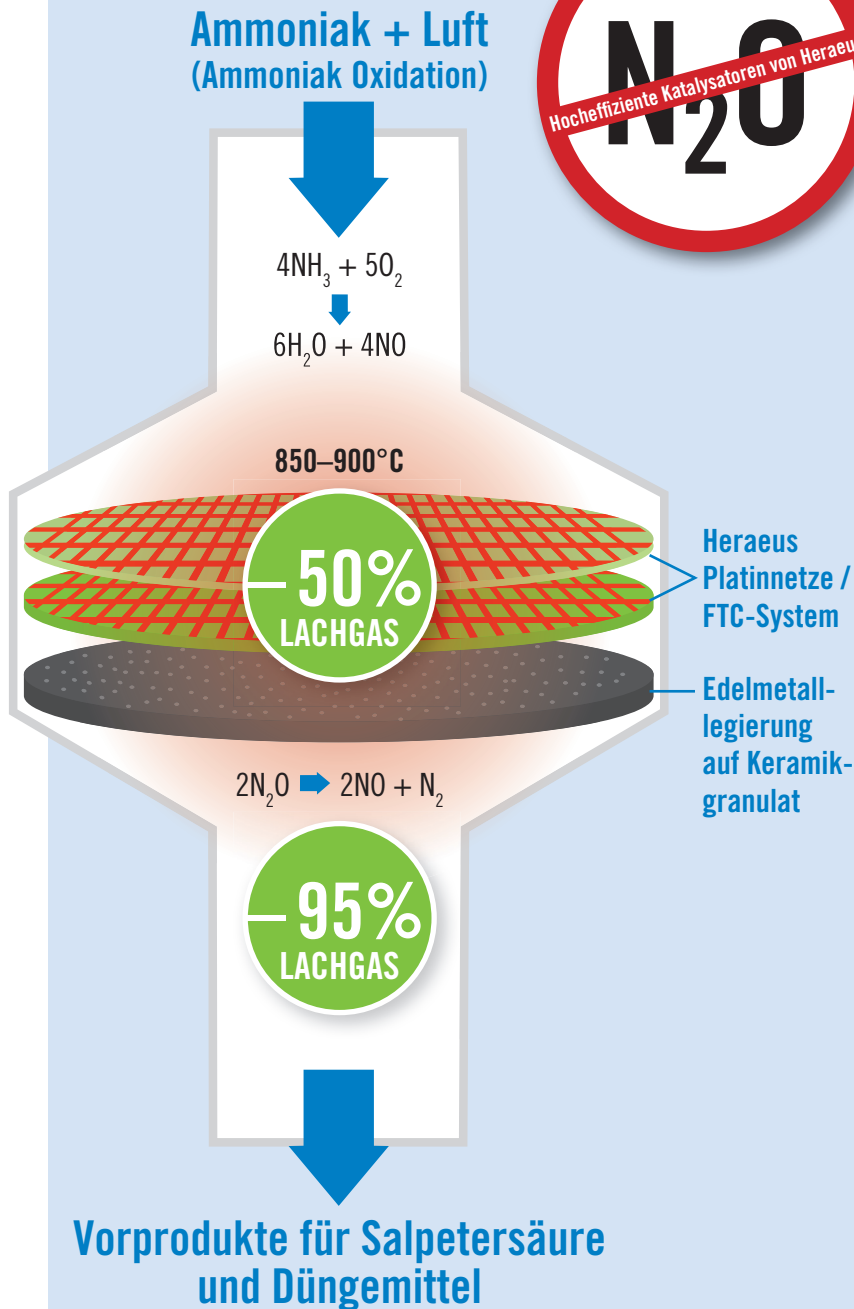 Ammoniak + Luft
(Ammoniak Oxidation)
N₂O
Hocheffiziente Katalysatoren von Heraeu
4NH₃ + 5O₂
6H₂O + 4NO
850–900°C
–50%
LACHGAS
Heraeus
Platinnetze /
FTC-System
Edelmetall-
legierung
auf Keramik-
granulat
2N₂O ➡ 2NO + N₂
–95%
LACHGAS
Vorprodukte für Salpetersäure
und Düngemittel